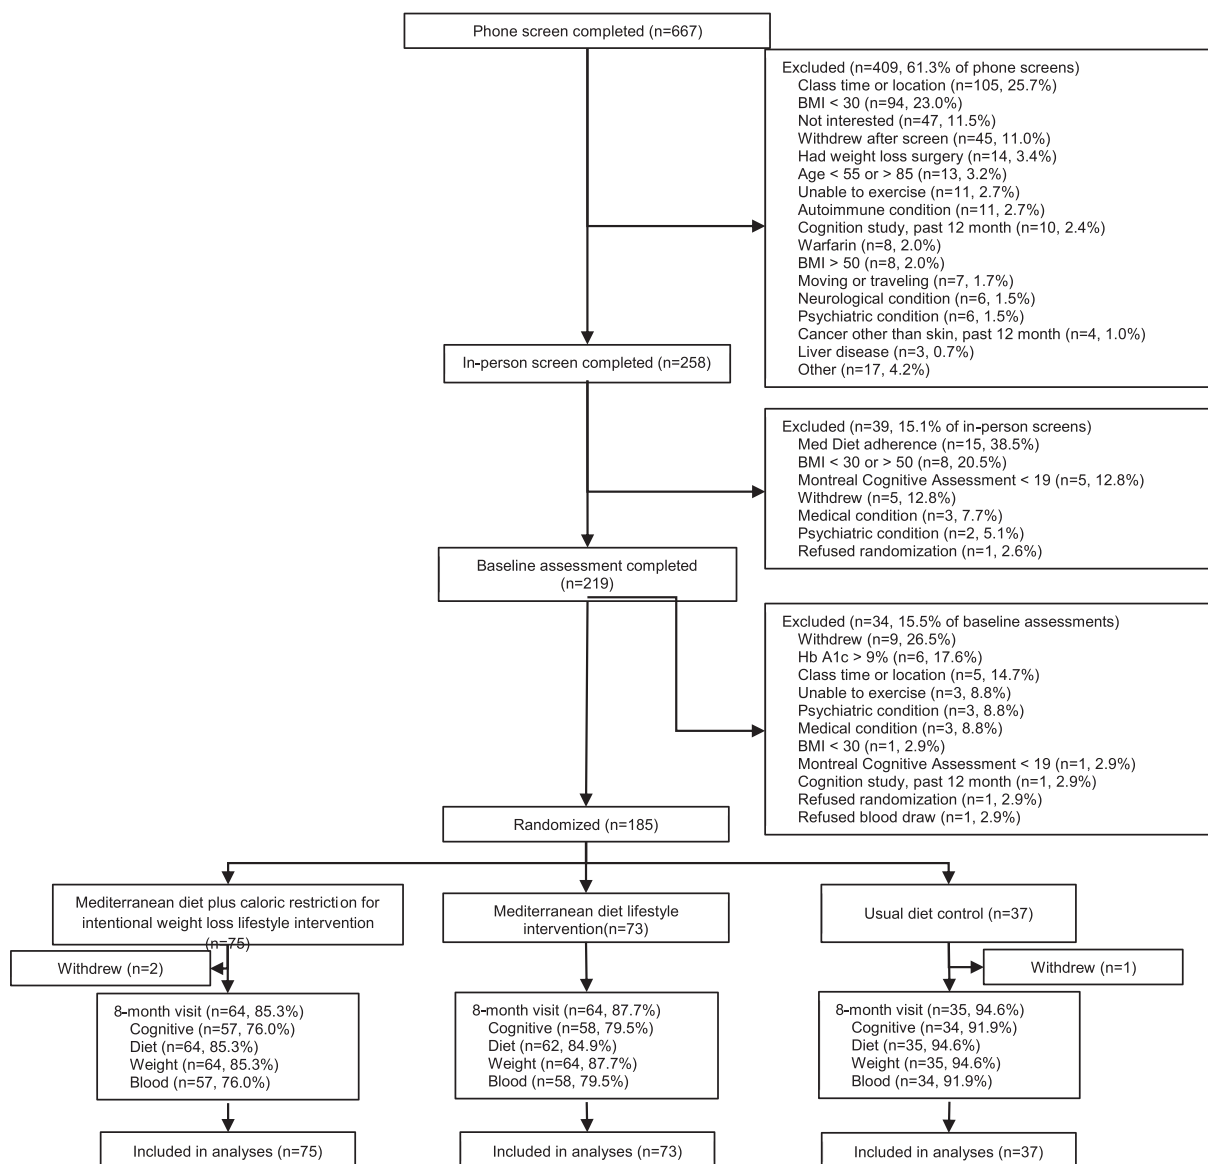 Phone screen completed (n=667)
Excluded (n=409, 61.3% of phone screens)
Class time or location (n=105, 25.7%)
BMI < 30 (n=94, 23.0%)
Not interested (n=47, 11.5%)
Withdrew after screen (n=45, 11.0%)
Had weight loss surgery (n=14, 3.4%)
Age < 55 or > 85 (n=13, 3.2%)
Unable to exercise (n=11, 2.7%)
Autoimmune condition (n=11, 2.7%)
Cognition study, past 12 month (n=10, 2.4%)
Warfarin (n=8, 2.0%)
BMI > 50 (n=8, 2.0%)
Moving or traveling (n=7, 1.7%)
Neurological condition (n=6, 1.5%)
Psychiatric condition (n=6, 1.5%)
Cancer other than skin, past 12 month (n=4, 1.0%)
Liver disease (n=3, 0.7%)
Other (n=17, 4.2%)
In-person screen completed (n=258)
Excluded (n=39, 15.1% of in-person screens)
Med Diet adherence (n=15, 38.5%)
BMI < 30 or > 50 (n=8, 20.5%)
Montreal Cognitive Assessment < 19 (n=5, 12.8%)
Withdrew (n=5, 12.8%)
Medical condition (n=3, 7.7%)
Psychiatric condition (n=2, 5.1%)
Refused randomization (n=1, 2.6%)
Baseline assessment completed
(n=219)
Excluded (n=34, 15.5% of baseline assessments)
Withdrew (n=9, 26.5%)
Hb A1c > 9% (n=6, 17.6%)
Class time or location (n=5, 14.7%)
Unable to exercise (n=3, 8.8%)
Psychiatric condition (n=3, 8.8%)
Medical condition (n=3, 8.8%)
BMI < 30 (n=1, 2.9%)
Montreal Cognitive Assessment < 19 (n=1, 2.9%)
Cognition study, past 12 month (n=1, 2.9%)
Refused randomization (n=1, 2.9%)
Refused blood draw (n=1, 2.9%)
Randomized (n=185)
Mediterranean diet plus caloric restriction for
intentional weight loss lifestyle intervention
(n=75)
Mediterranean diet lifestyle
intervention(n=73)
Usual diet control (n=37)
Withdrew (n=2)
Withdrew (n=1)
8-month visit (n=64, 85.3%)
Cognitive (n=57, 76.0%)
Diet (n=64, 85.3%)
Weight (n=64, 85.3%)
Blood (n=57, 76.0%)
8-month visit (n=64, 87.7%)
Cognitive (n=58, 79.5%)
Diet (n=62, 84.9%)
Weight (n=64, 87.7%)
Blood (n=58, 79.5%)
8-month visit (n=35, 94.6%)
Cognitive (n=34, 91.9%)
Diet (n=35, 94.6%)
Weight (n=35, 94.6%)
Blood (n=34, 91.9%)
Included in analyses (n=75)
Included in analyses (n=73)
Included in analyses (n=37)